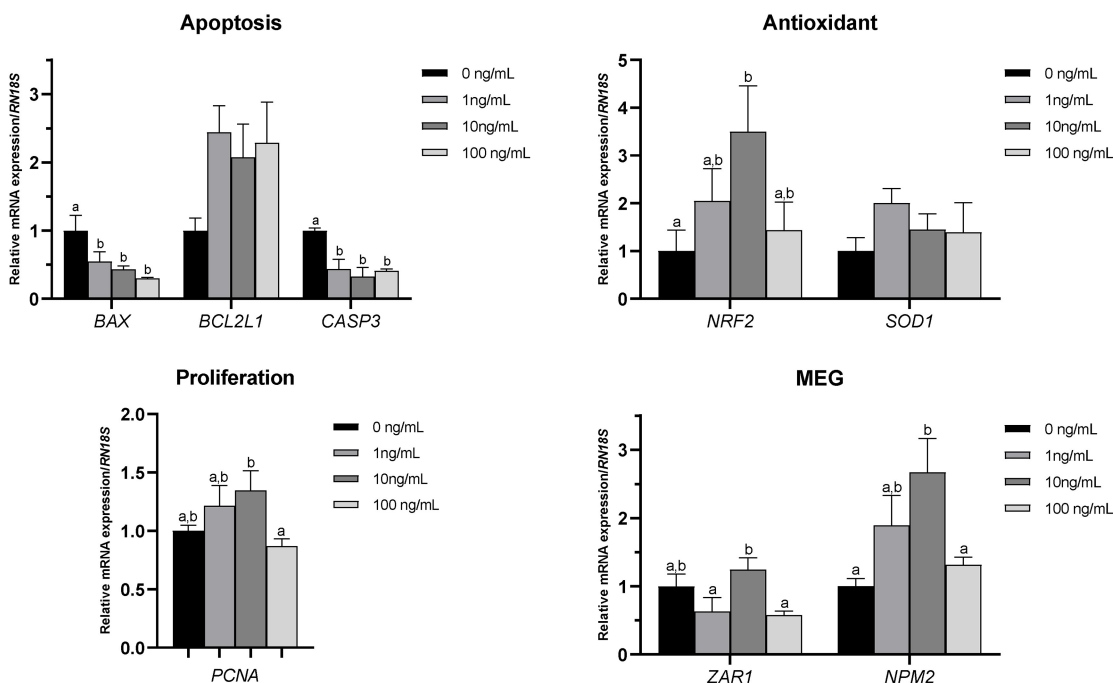 Apoptosis
Relative mRNA expression/RN18S
3
2
1
0
a
b
b
b
a
b
b
b
BAX
BCL2L1
CASP3
0 ng/mL
1ng/mL
10ng/mL
100 ng/mL
Antioxidant
Relative mRNA expression/RN18S
5
4
3
2
1
0
a
a,b
b
a,b
NRF2
SOD1
0 ng/mL
1ng/mL
10ng/mL
100 ng/mL
Proliferation
Relative mRNA expression/RN18S
2.0
1.5
1.0
0.5
0.0
a,b
a,b
b
a
PCNA
0 ng/mL
1ng/mL
10ng/mL
100 ng/mL
MEG
Relative mRNA expression/RN18S
3
2
1
0
a,b
a
b
a
a
a,b
b
a
ZAR1
NPM2
0 ng/mL
1ng/mL
10ng/mL
100 ng/mL